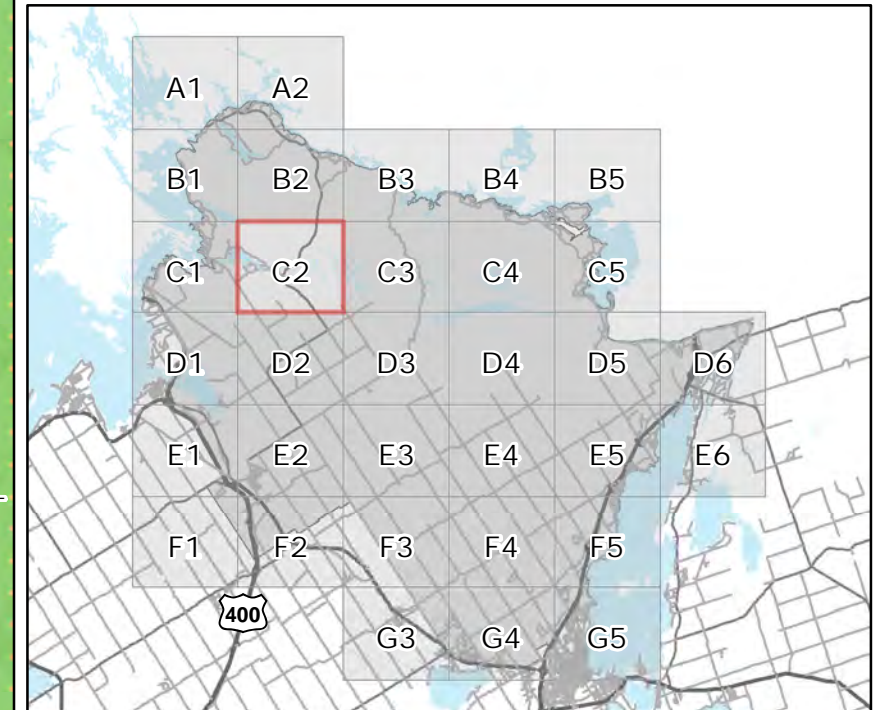 A1 A2
B1 B2 B3 B4 B5
C1 C2 C3 C4 C5
D1 D2 D3 D4 D5 D6
E1 E2 E3 E4 E5 E6
F1 F2 F3 F4 F5
400
G3 G4 G5